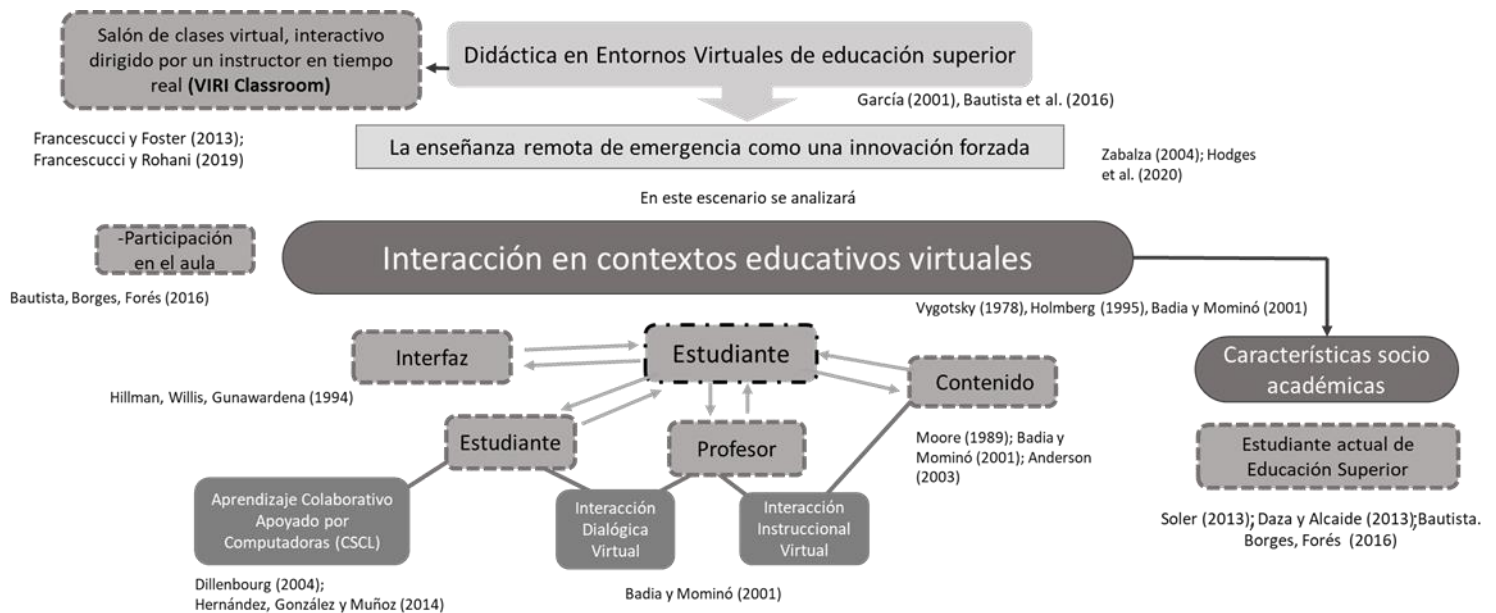 Salón de clases virtual, interactivo
dirigido por un instructor en tiempo
real (VIRI Classroom)
Didáctica en Entornos Virtuales de educación superior
García (2001), Bautista et al. (2016)
Francescucci y Foster (2013);
Francescucci y Rohani (2019)
La enseñanza remota de emergencia como una innovación forzada
Zabalza (2004); Hodges
et al. (2020)
En este escenario se analizará
-Participación
en el aula
Interacción en contextos educativos virtuales
Bautista, Borges, Forés (2016)
Vygotsky (1978), Holmberg (1995), Badia y Mominó (2001)
Interfaz
Estudiante
Contenido
Características socio
académicas
Hillman, Willis, Gunawardena (1994)
Estudiante
Profesor
Moore (1989); Badia y
Mominó (2001); Anderson
(2003)
Estudiante actual de
Educación Superior
Aprendizaje Colaborativo
Apoyado por
Computadoras (CSCL)
Interacción
Dialógica
Virtual
Interacción
Instruccional
Virtual
Soler (2013); Daza y Alcaide (2013);Bautista.
Borges, Forés (2016)
Dillenbourg (2004);
Hernández, González y Muñoz (2014)
Badia y Mominó (2001)